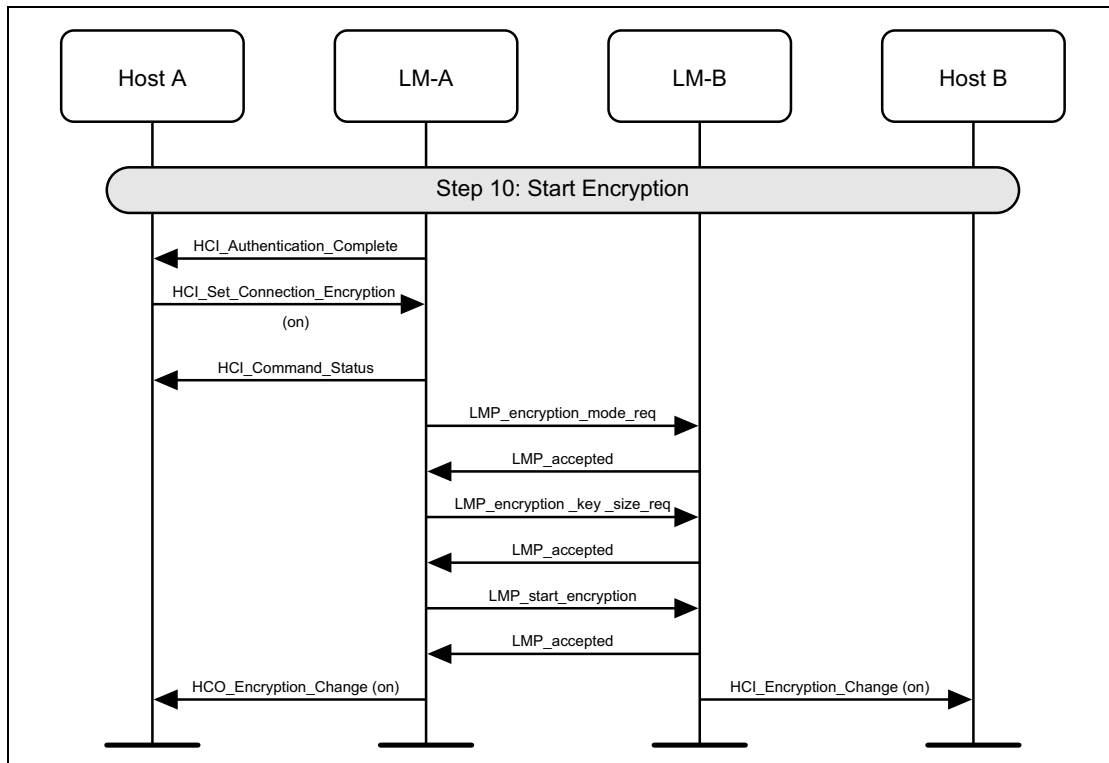 Host A
LM-A
LM-B
Host B
Step 10: Start Encryption
HCI_Authentication_Complete
HCI_Set_Connection_Encryption
(on)
HCI_Command_Status
LMP_encryption_mode_req
LMP_accepted
LMP_encryption _key _size_req
LMP_accepted
LMP_start_encryption
LMP_accepted
HCO_Encryption_Change (on)
HCI_Encryption_Change (on)